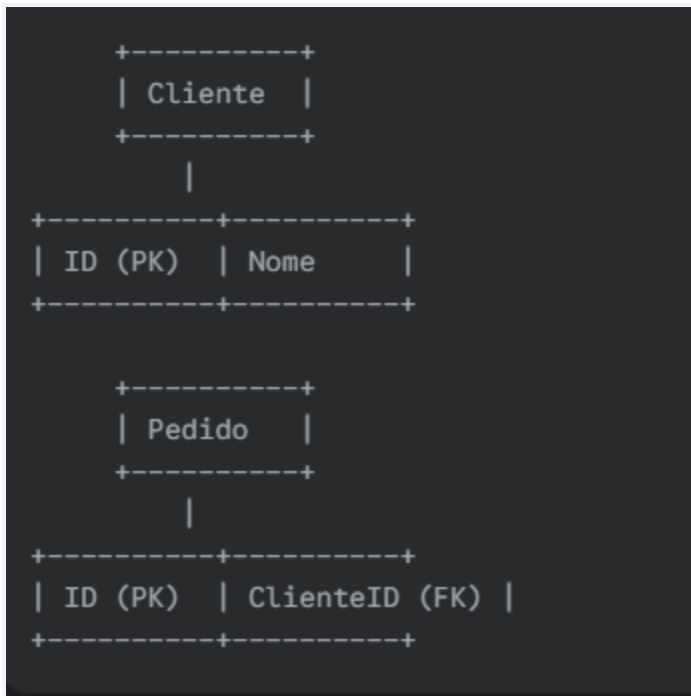 +----------+
| Cliente  |
+----------+
|
+----------+----------+
| ID (PK)  | Nome     |
+----------+----------+
+----------+
| Pedido   |
+----------+
|
+----------+----------+
| ID (PK)  | ClienteID (FK) |
+----------+----------+